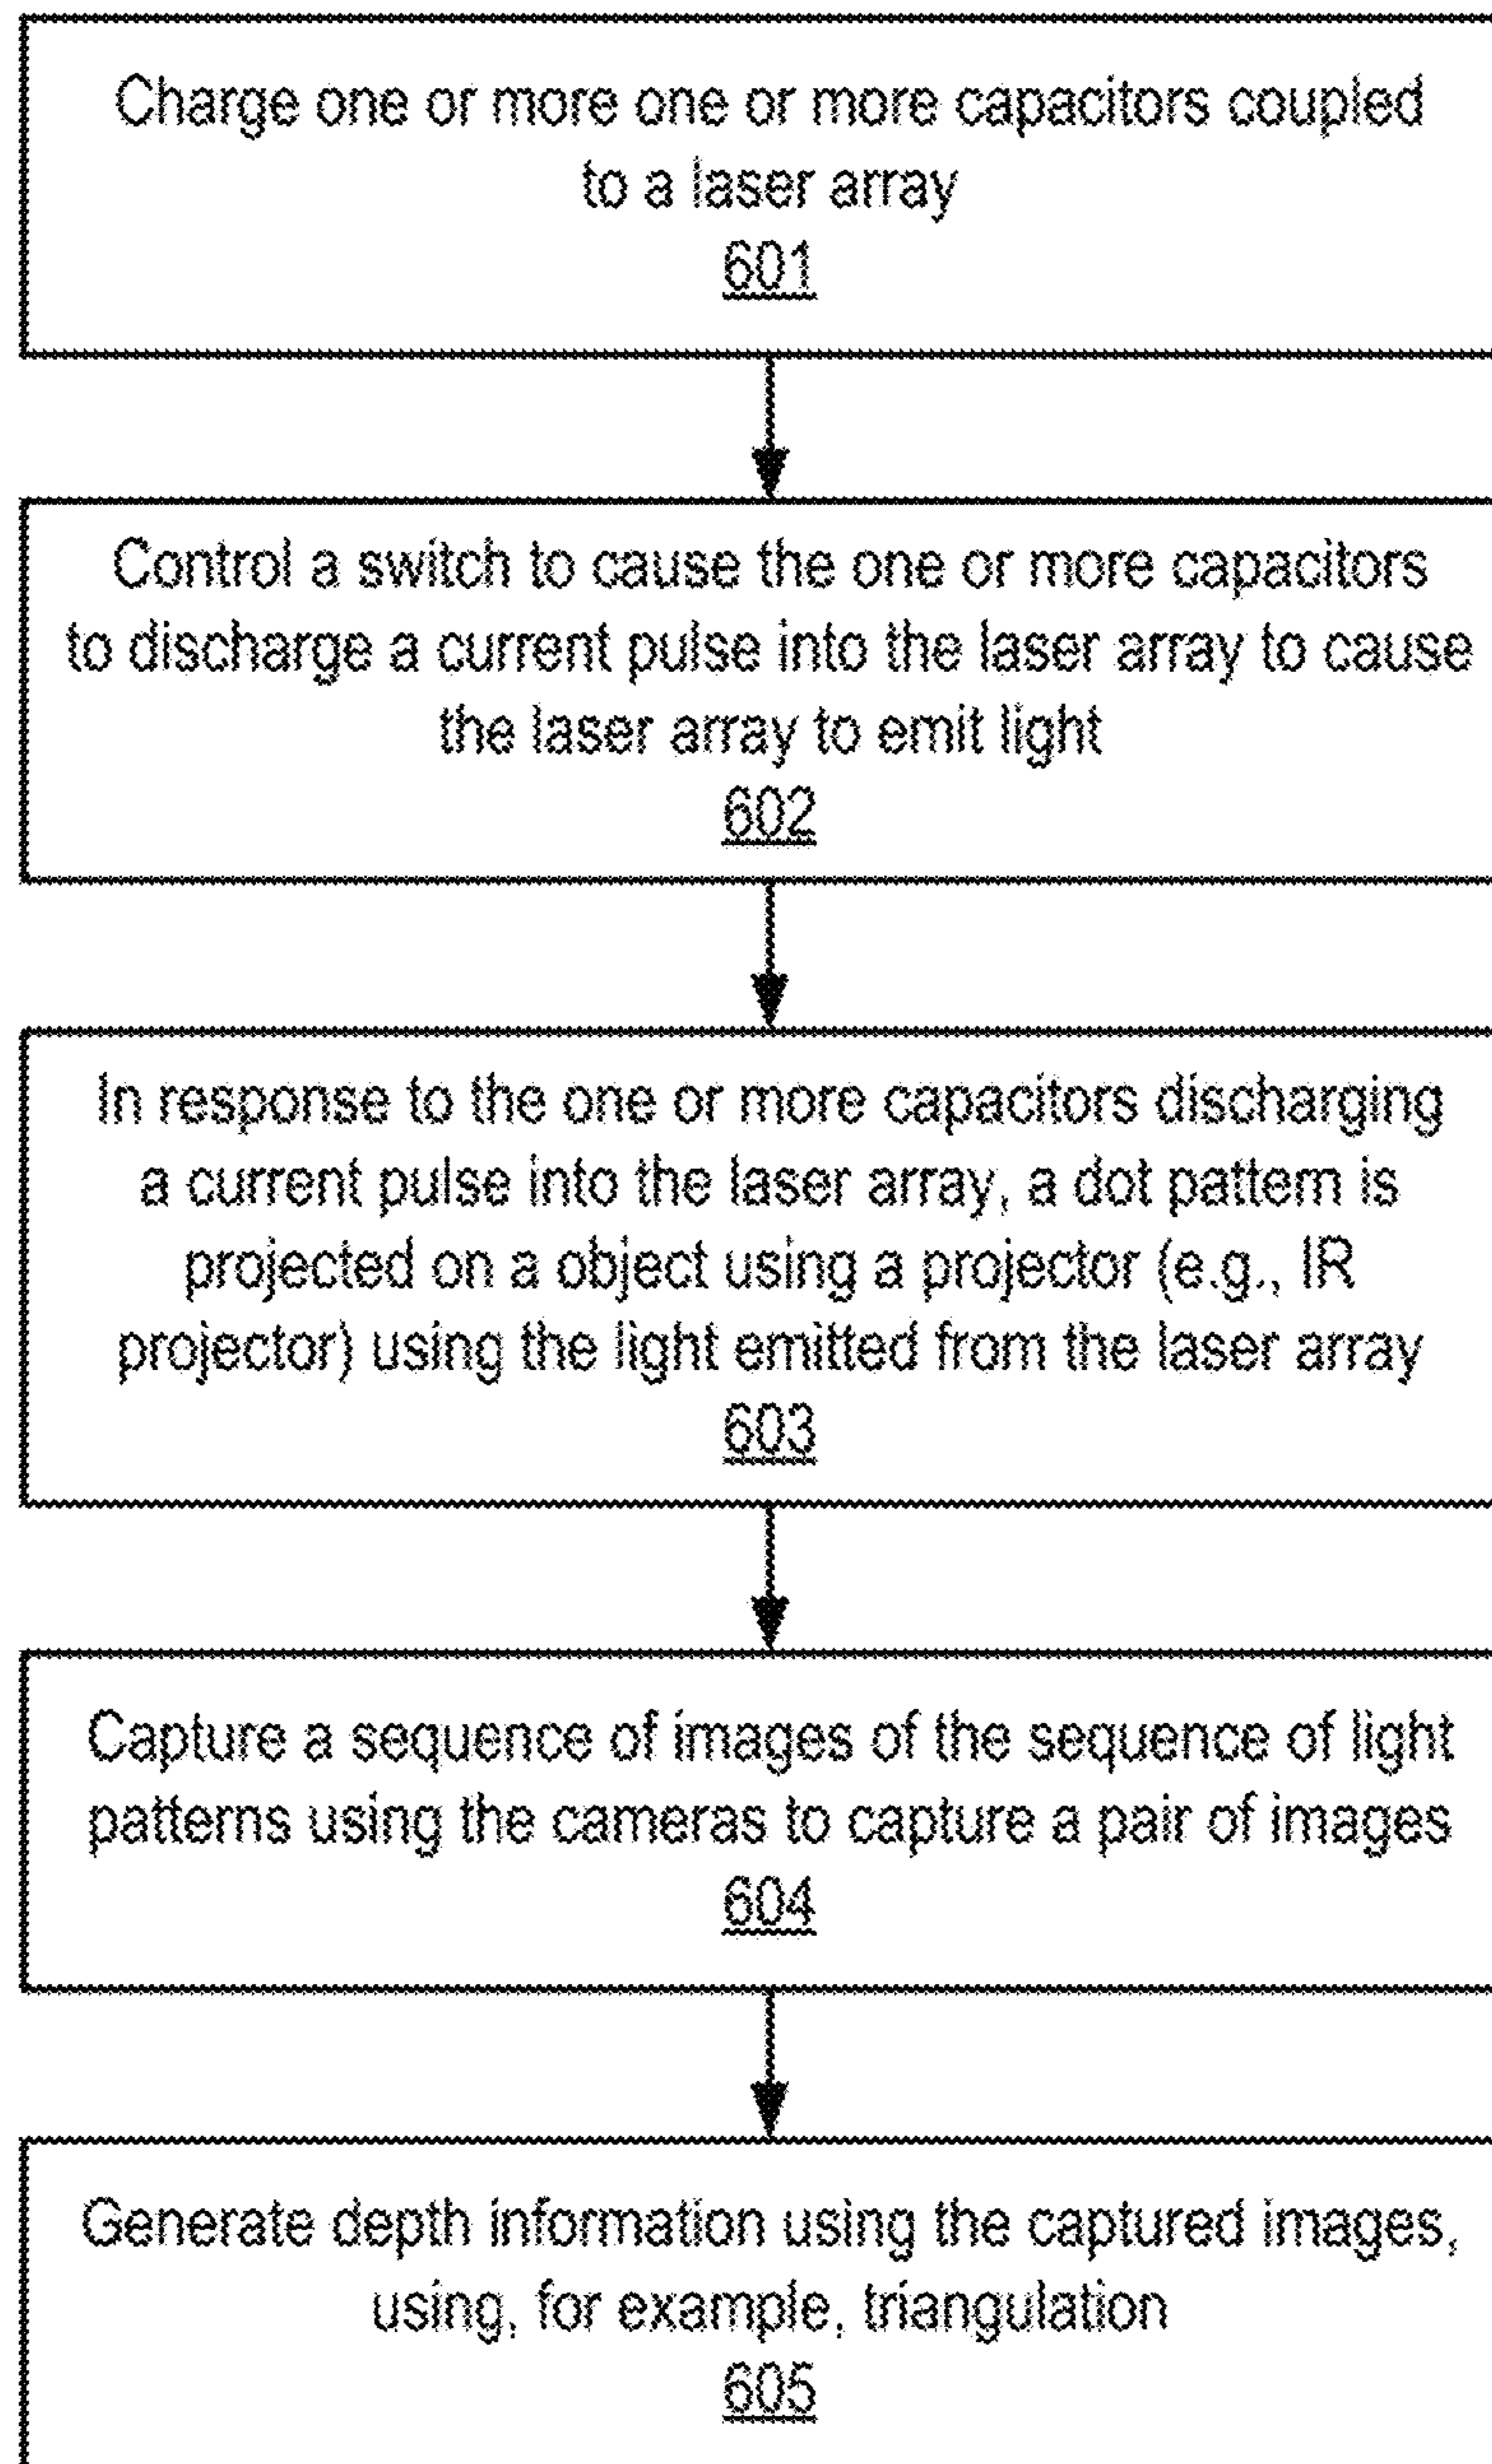 Charge one or more one or more capacitors coupled
to a laser array
601
Control a switch to cause the one or more capacitors
to discharge a current pulse into the laser array to cause
the laser array to emit light
602
In response to the one or more capacitors discharging
a current pulse into the laser array, a dot pattern is
projected on a object using a projector (e.g., IR
projector) using the light emitted from the laser array
603
Capture a sequence of images of the sequence of light
patterns using the cameras to capture a pair of images
604
Generate depth information using the captured images,
using, for example, triangulation
605